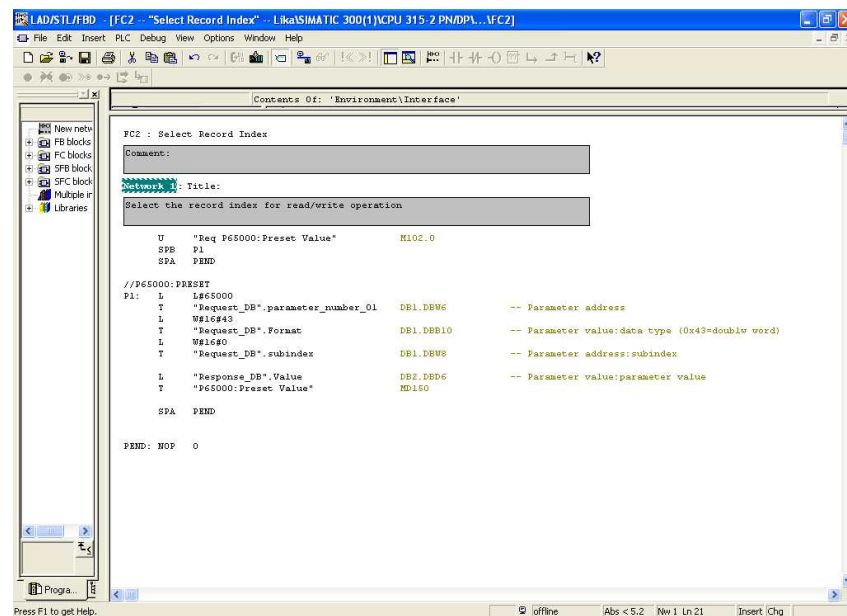 LAD/STL/FBD - [FC2 -- "Select Record Index" -- Lika\SIMATIC 300(1)\CPU 315-2 PN/DP\...\FC2]
File Edit Insert PLC Debug View Options Window Help
Contents Of: 'Environment\Interface'
New netw
FB blocks
FC blocks
SFB block
SFC block
Multiple ir
Libraries
FC2 : Select Record Index
Comment:
Network 1: Title:
Select the record index for read/write operation
U "Req P65000:Preset Value" M102.0
SPB P1
SPA PEND
//P65000:PRESET
P1: L L#65000
T "Request_DB".parameter_number_01 DB1.DBW6 -- Parameter address
L W#16#43
T "Request_DB".Format DB1.DBB10 -- Parameter value:data type (0x43=doublw word)
L W#16#0
T "Request_DB".subindex DB1.DBW8 -- Parameter address:subindex
L "Response_DB".Value DB2.DBD6 -- Parameter value:parameter value
T "P65000:Preset Value" MD150
SPA PEND
PEND: NOP 0
Progra...
Press F1 to get Help.
offline Abs < 5.2 Nw 1 Ln 21 Insert Chg